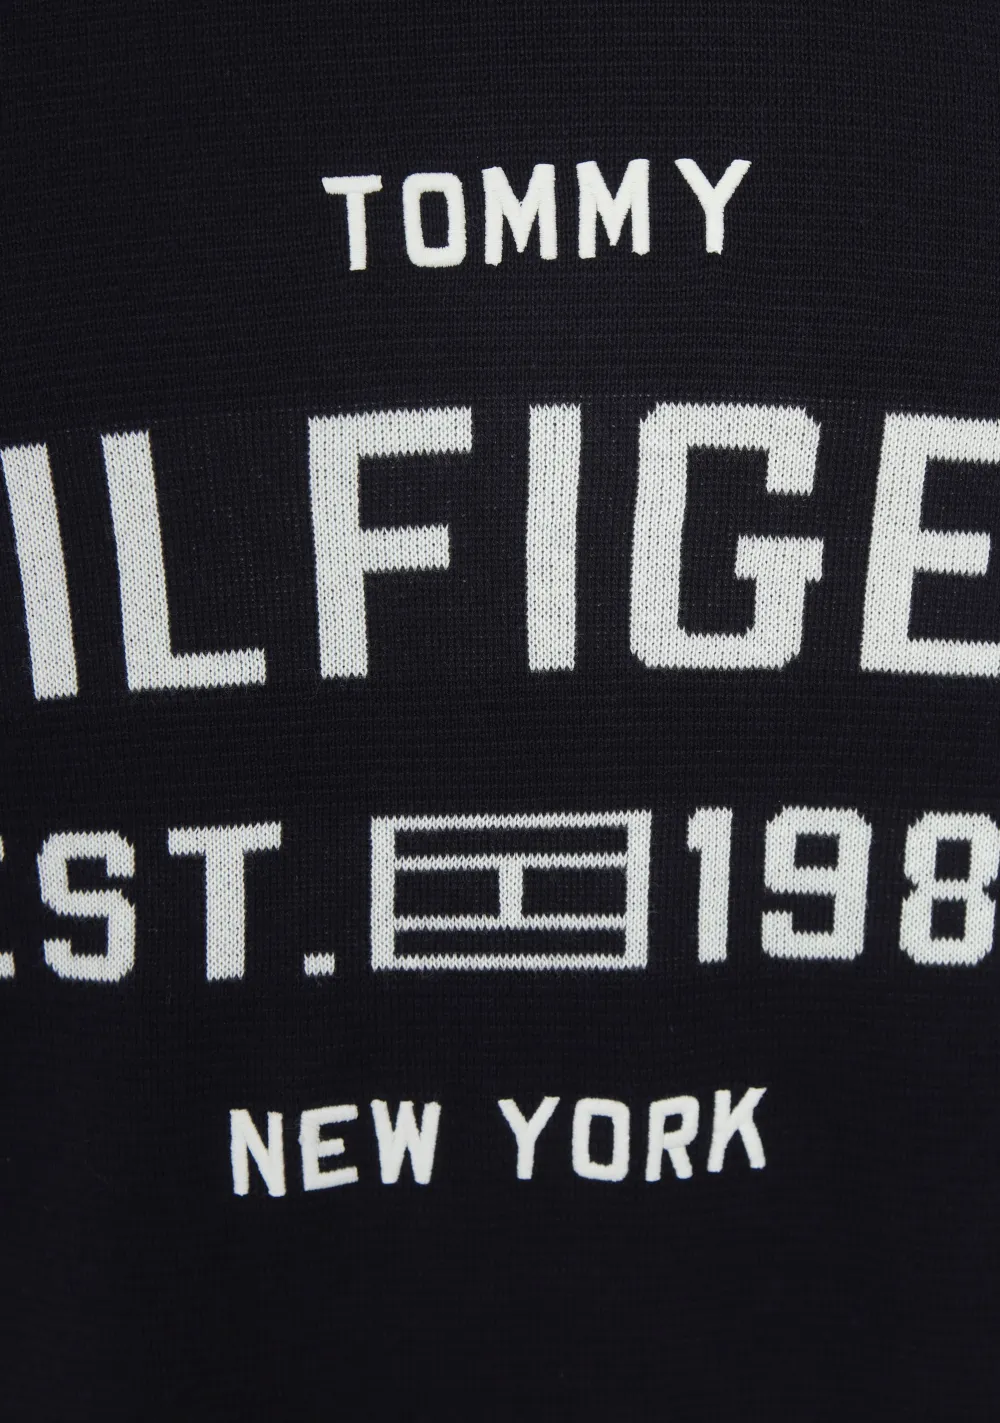 TOMMY
ILFIGE
EST. 198
NEW YORK